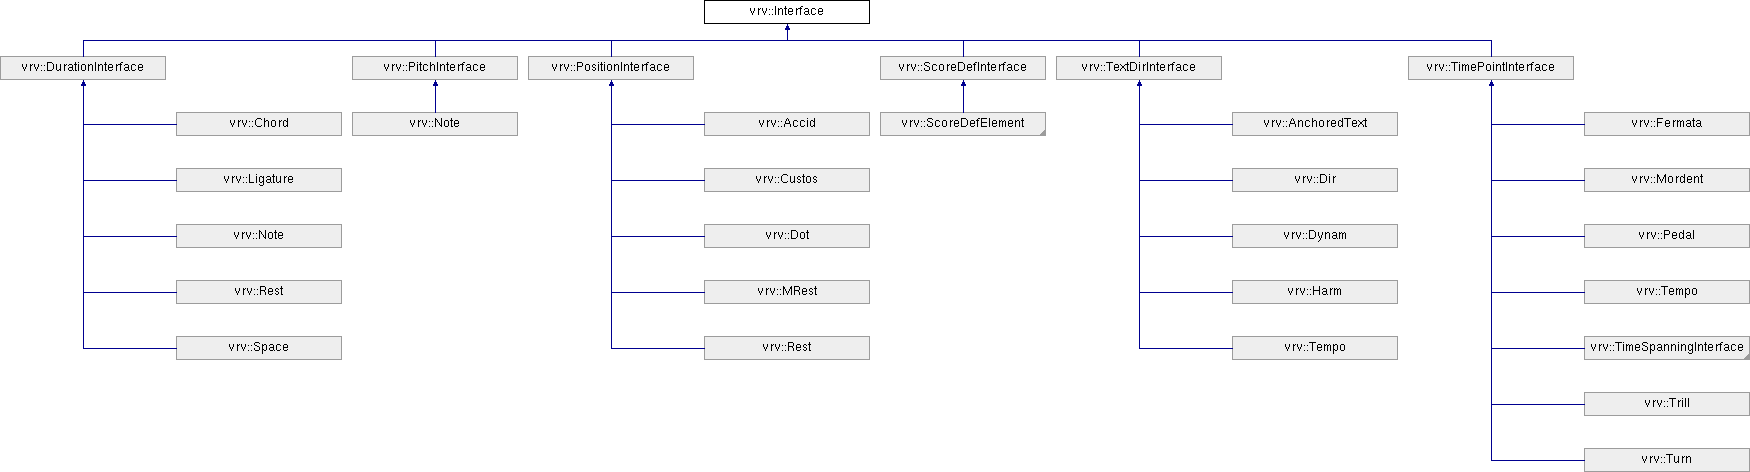 vrv::Interface
vrv::DurationInterface
vrv::PitchInterface
vrv::PositionInterface
vrv::ScoreDefInterface
vrv::TextDirInterface
vrv::TimePointInterface
vrv::Chord
vrv::Note
vrv::Accid
vrv::ScoreDefElement
vrv::AnchoredText
vrv::Fermata
vrv::Ligature
vrv::Custos
vrv::Dir
vrv::Mordent
vrv::Note
vrv::Dot
vrv::Dynam
vrv::Pedal
vrv::Rest
vrv::MRest
vrv::Harm
vrv::Tempo
vrv::Space
vrv::Rest
vrv::Tempo
vrv::TimeSpanningInterface
vrv::Trill
vrv::Turn